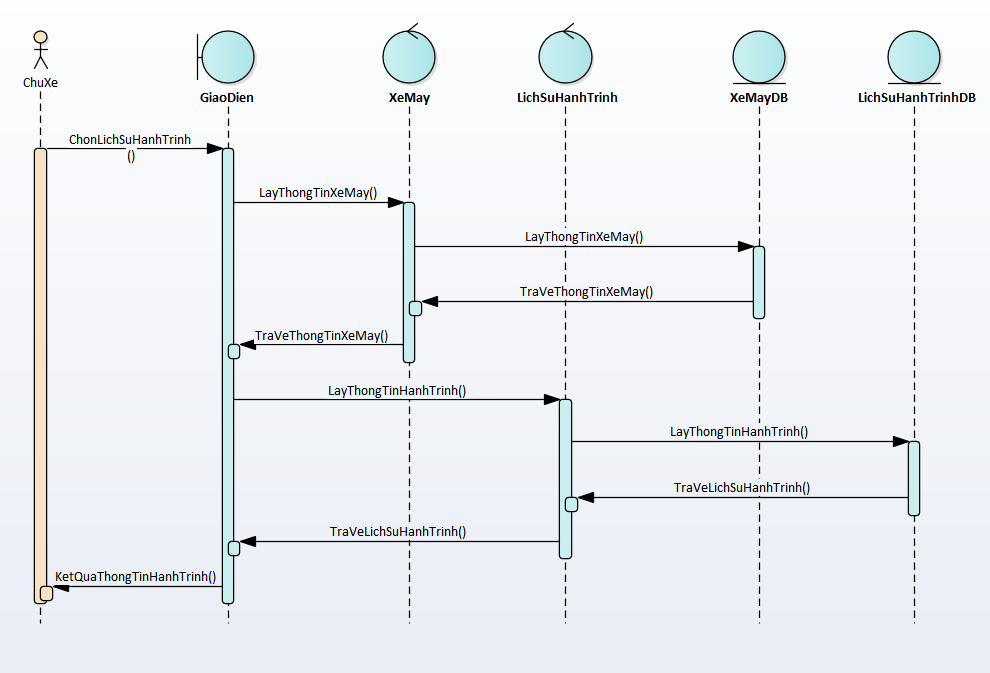 ChuXe
GiaoDien
XeMay
LichSuHanhTrinh
XeMayDB
LichSuHanhTrinhDB
ChonLichSuHanhTrinh
()
LayThongTinXeMay()
LayThongTinXeMay()
TraVeThongTinXeMay()
TraVeThongTinXeMay()
LayThongTinHanhTrinh()
LayThongTinHanhTrinh()
TraVeLichSuHanhTrinh()
TraVeLichSuHanhTrinh()
KetQuaThongTinHanhTrinh()